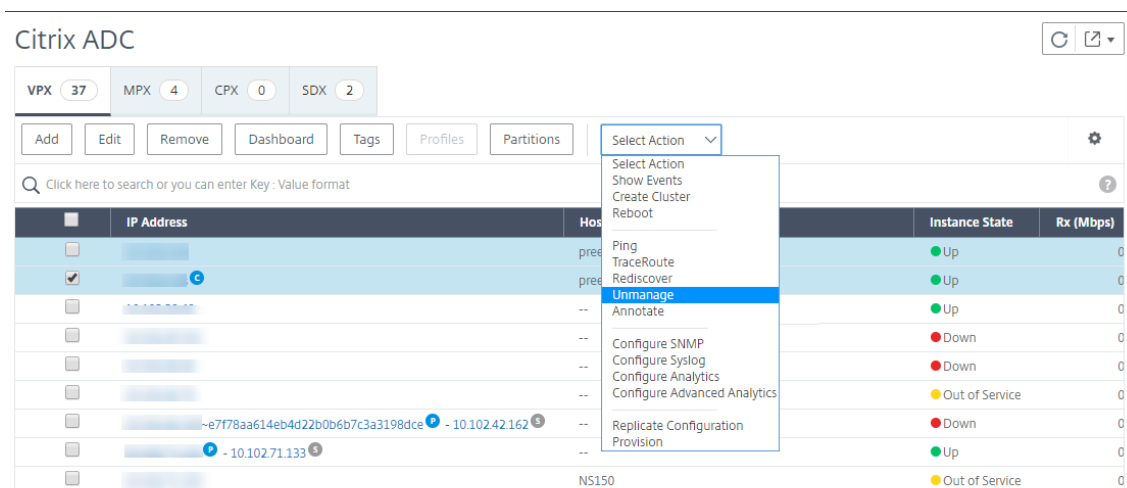 Citrix ADC
VPX 37 MPX 4 CPX 0 SDX 2
Add Edit Remove Dashboard Tags Profiles Partitions Select Action
Click here to search or you can enter Key : Value format
Select Action
Show Events
Create Cluster
Reboot
Ping
TraceRoute
Rediscover
Unmanage
Annotate
Configure SNMP
Configure Syslog
Configure Analytics
Configure Advanced Analytics
Replicate Configuration
Provision
IP Address Hos Instance State Rx (Mbps)
pree Up 0
C pree Up 0
-- Up 0
-- Down 0
-- Down 0
-- Out of Service 0
~e7f78aa614eb4d22b0b6b7c3a3198dce P - 10.102.42.162 S -- Down 0
P - 10.102.71.133 S -- Up 0
NS150 Out of Service 0